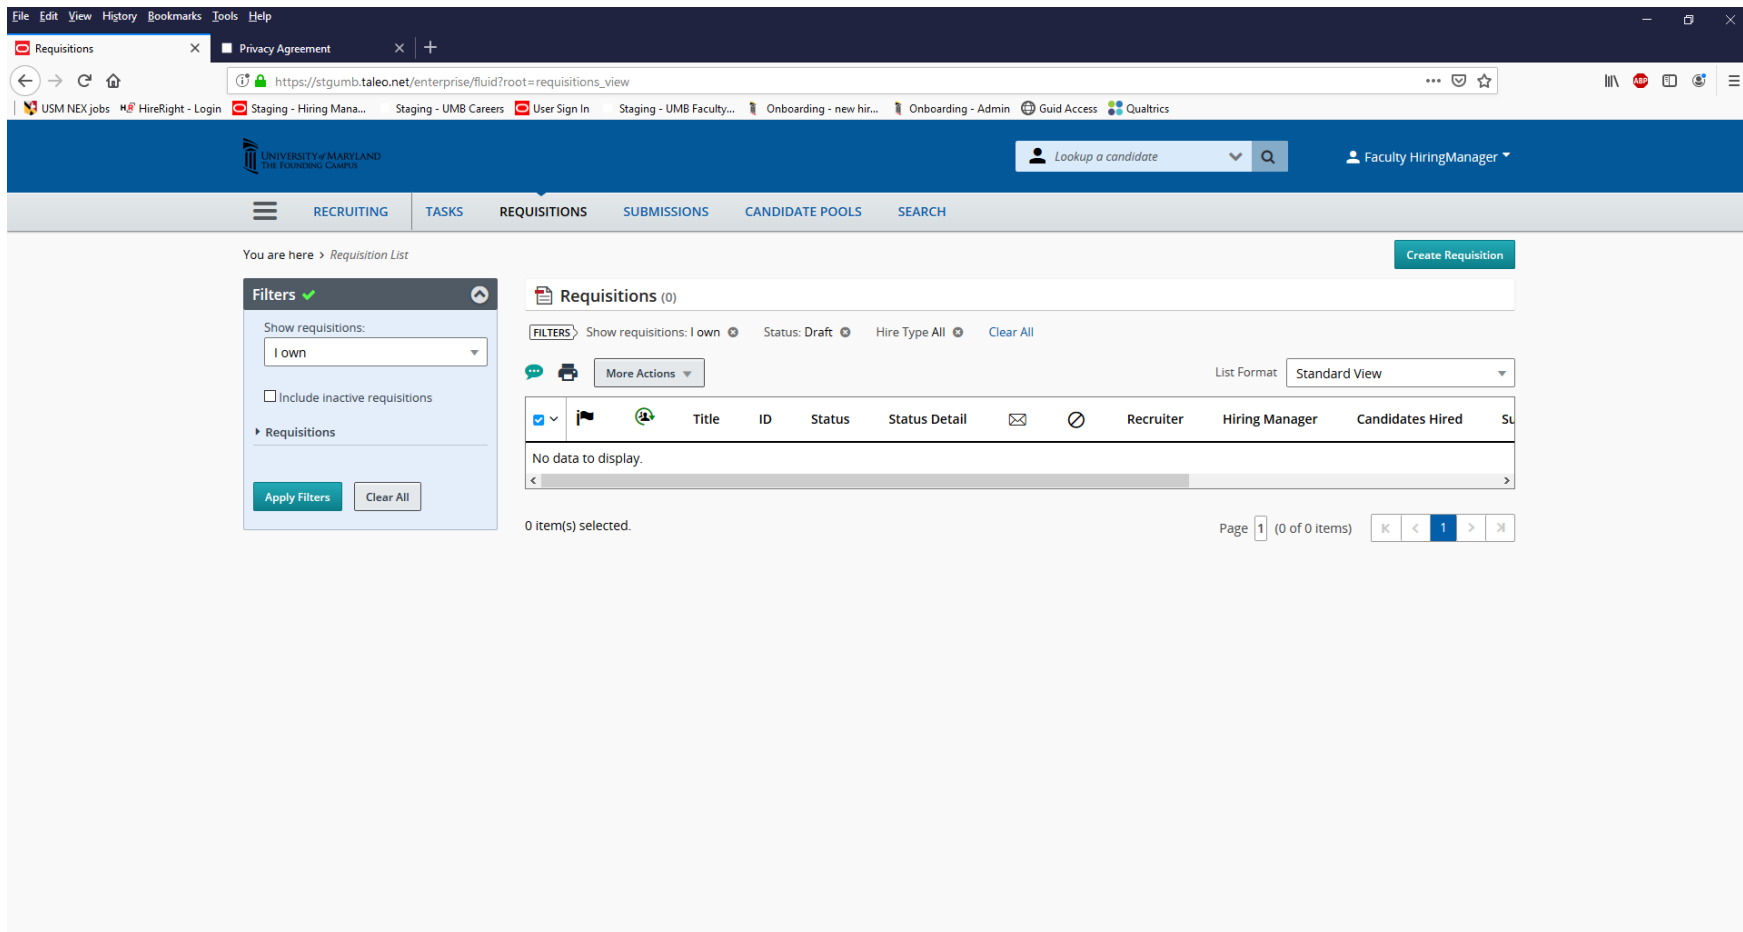 File Edit View History Bookmarks Tools Help
Requisitions
Privacy Agreement
https://stgumb.taleo.net/enterprise/fluid?root=requisitions_view
ABP
USM NEX jobs HR HireRight - Login Staging - Hiring Mana... Staging - UMB Careers User Sign In Staging - UMB Faculty... Onboarding - new hir... Onboarding - Admin Guid Access Qualtrics
UNIVERSITY of MARYLAND
THE FOUNDING CAMPUS
Lookup a candidate
Faculty HiringManager
RECRUITING TASKS REQUISITIONS SUBMISSIONS CANDIDATE POOLS SEARCH
You are here > Requisition List
Create Requisition
Filters
Show requisitions:
I own
Include inactive requisitions
Requisitions
Apply Filters Clear All
Requisitions (0)
FILTERS Show requisitions: I own Status: Draft Hire Type All Clear All
More Actions
List Format Standard View
Title ID Status Status Detail Recruiter Hiring Manager Candidates Hired Su
No data to display.
0 item(s) selected.
Page 1 (0 of 0 items) K < 1 > >|